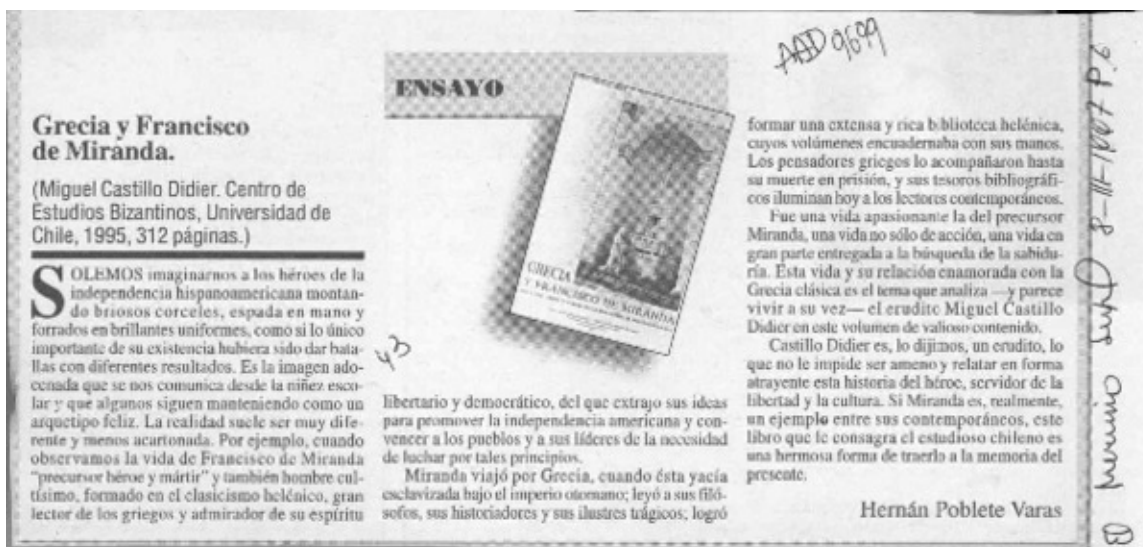 AAD 9699
ENSAYO
Grecia y Francisco
de Miranda.
(Miguel Castillo Didier. Centro de
Estudios Bizantinos, Universidad de
Chile, 1995, 312 páginas.)
SOLEMOS imaginarnos a los héroes de la
independencia hispanoamericana montan-
do briosos corceles, espada en mano y
forrados en brillantes uniformes, como si lo único
importante de su existencia hubiera sido dar bata-
llas con diferentes resultados. Es la imagen ado-
cenada que se nos comunica desde la niñez esco-
lar y que algunos siguen manteniendo como un
arquetipo feliz. La realidad suele ser muy dife-
rente y menos acartonada. Por ejemplo, cuando
observamos la vida de Francisco de Miranda
"precursor héroe y mártir" y también hombre cul-
tísimo, formado en el clasicismo helénico, gran
lector de los griegos y admirador de su espíritu
GRECIA
Y FRANCISCO DE MIRANDA
43
libertario y democrático, del que extrajo sus ideas
para promover la independencia americana y con-
vencer a los pueblos y a sus líderes de la necesidad
de luchar por tales principios.
Miranda viajó por Grecia, cuando ésta yacía
esclavizada bajo el imperio otomano; leyó a sus filó-
sofos, sus historiadores y sus ilustres trágicos; logró
formar una extensa y rica biblioteca helénica,
cuyos volúmenes encuadernaba con sus manos.
Los pensadores griegos lo acompañaron hasta
su muerte en prisión, y sus tesoros bibliográfi-
cos iluminan hoy a los lectores contemporáneos.
Fue una vida apasionante la del precursor
Miranda, una vida no sólo de acción, una vida en
gran parte entregada a la búsqueda de la sabidu-
ría. Esta vida y su relación enamorada con la
Grecia clásica es el tema que analiza —y parece
vivir a su vez— el erudito Miguel Castillo
Didier en este volumen de valioso contenido.
Castillo Didier es, lo dijimos, un erudito, lo
que no le impide ser ameno y relatar en forma
atrayente esta historia del héroe, servidor de la
libertad y la cultura. Si Miranda es, realmente,
un ejemplo entre sus contemporáneos, este
libro que le consagra el estudioso chileno es
una hermosa forma de traerlo a la memoria del
presente.
Hernán Poblete Varas
8-III-1997 P.6